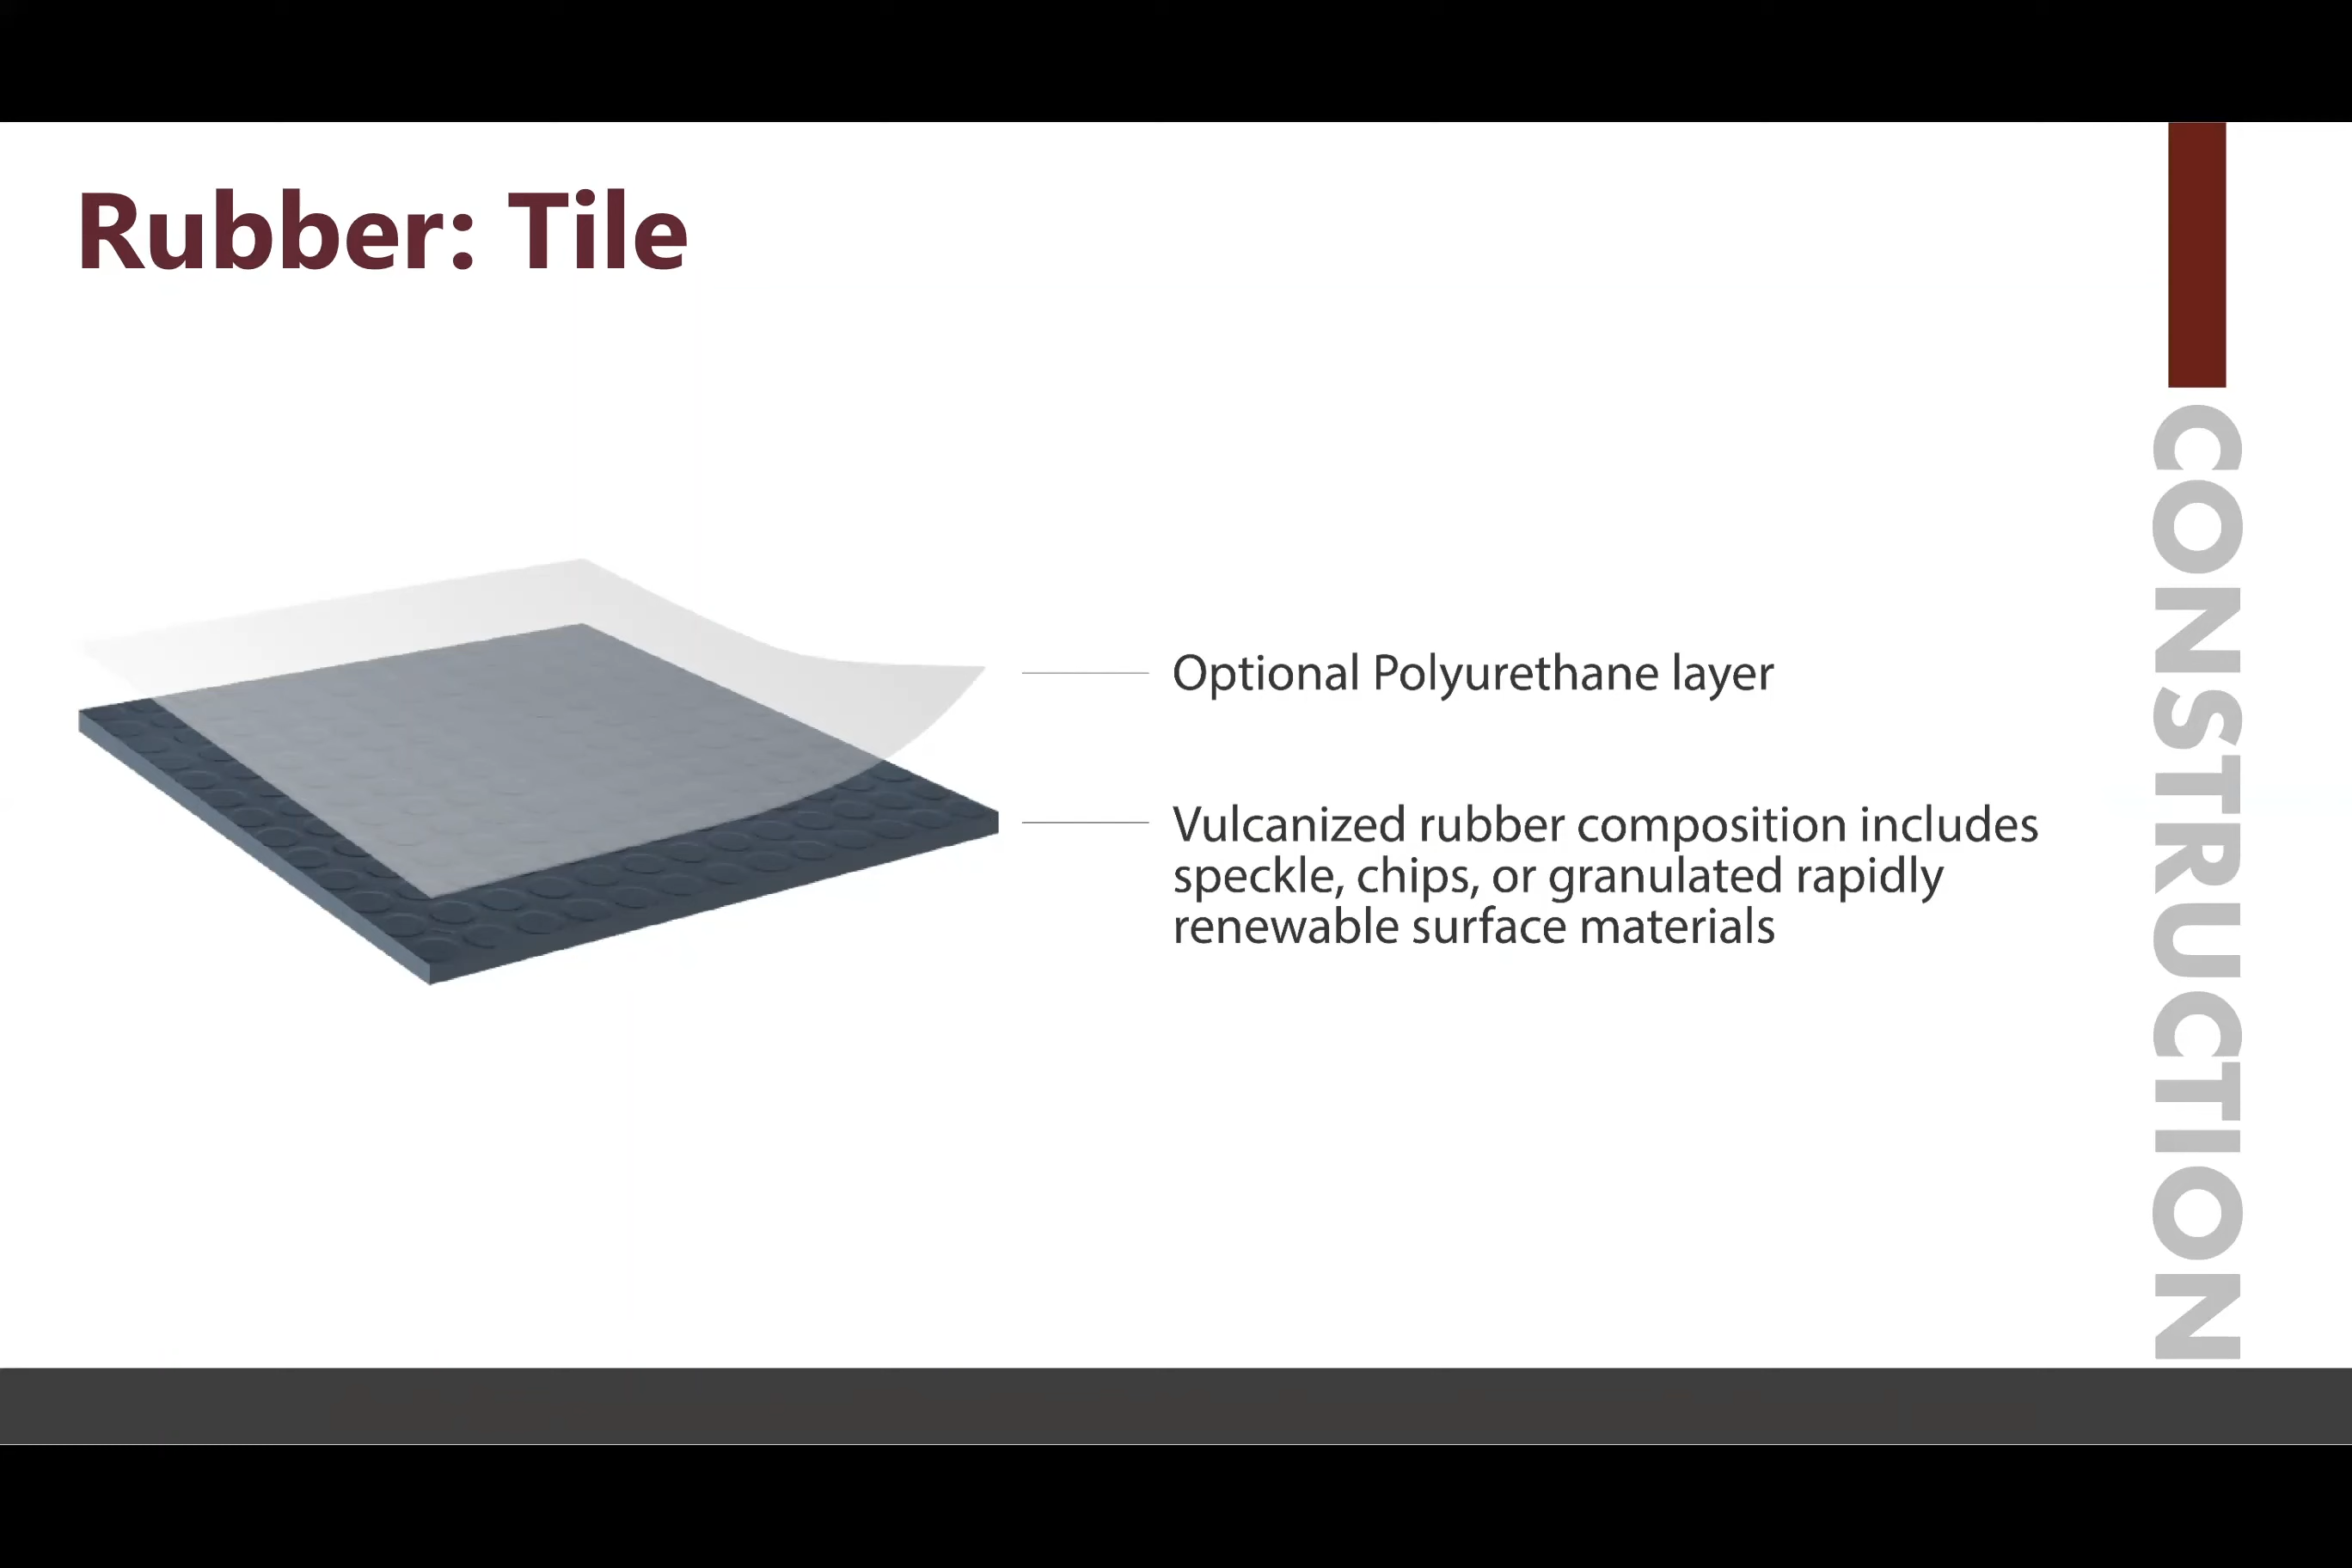 Rubber: Tile
Optional Polyurethane layer
Vulcanized rubber composition includes
speckle, chips, or granulated rapidly
renewable surface materials
CONSTRUCTION